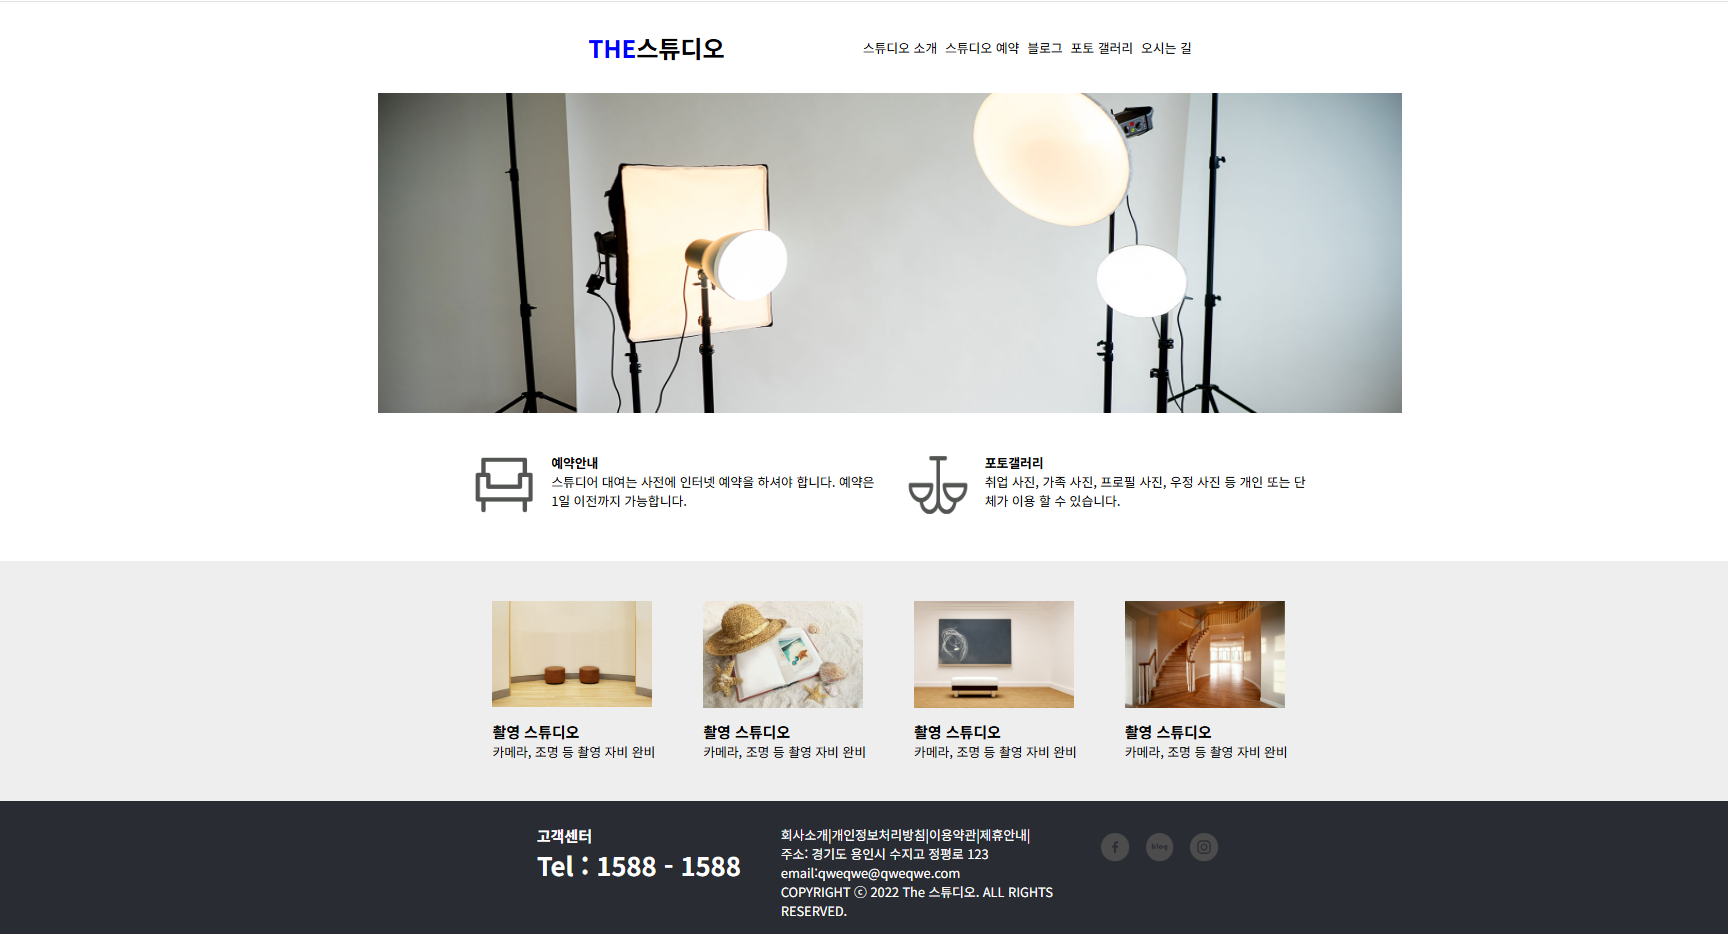 THE스튜디오
스튜디오 소개 스튜디오 예약 블로그 포토 갤러리 오시는 길
예약안내
스튜디어 대여는 사전에 인터넷 예약을 하셔야 합니다. 예약은
1일 이전까지 가능합니다.
포토갤러리
취업 사진, 가족 사진, 프로필 사진, 우정 사진 등 개인 또는 단
체가 이용 할 수 있습니다.
촬영 스튜디오
카메라, 조명 등 촬영 자비 완비
촬영 스튜디오
카메라, 조명 등 촬영 자비 완비
촬영 스튜디오
카메라, 조명 등 촬영 자비 완비
촬영 스튜디오
카메라, 조명 등 촬영 자비 완비
고객센터
Tel : 1588 - 1588
회사소개|개인정보처리방침|이용약관|제휴안내|
주소: 경기도 용인시 수지고 정평로 123
email:qweqwe@qweqwe.com
COPYRIGHT ⓒ 2022 The 스튜디오. ALL RIGHTS
RESERVED.
f
blog